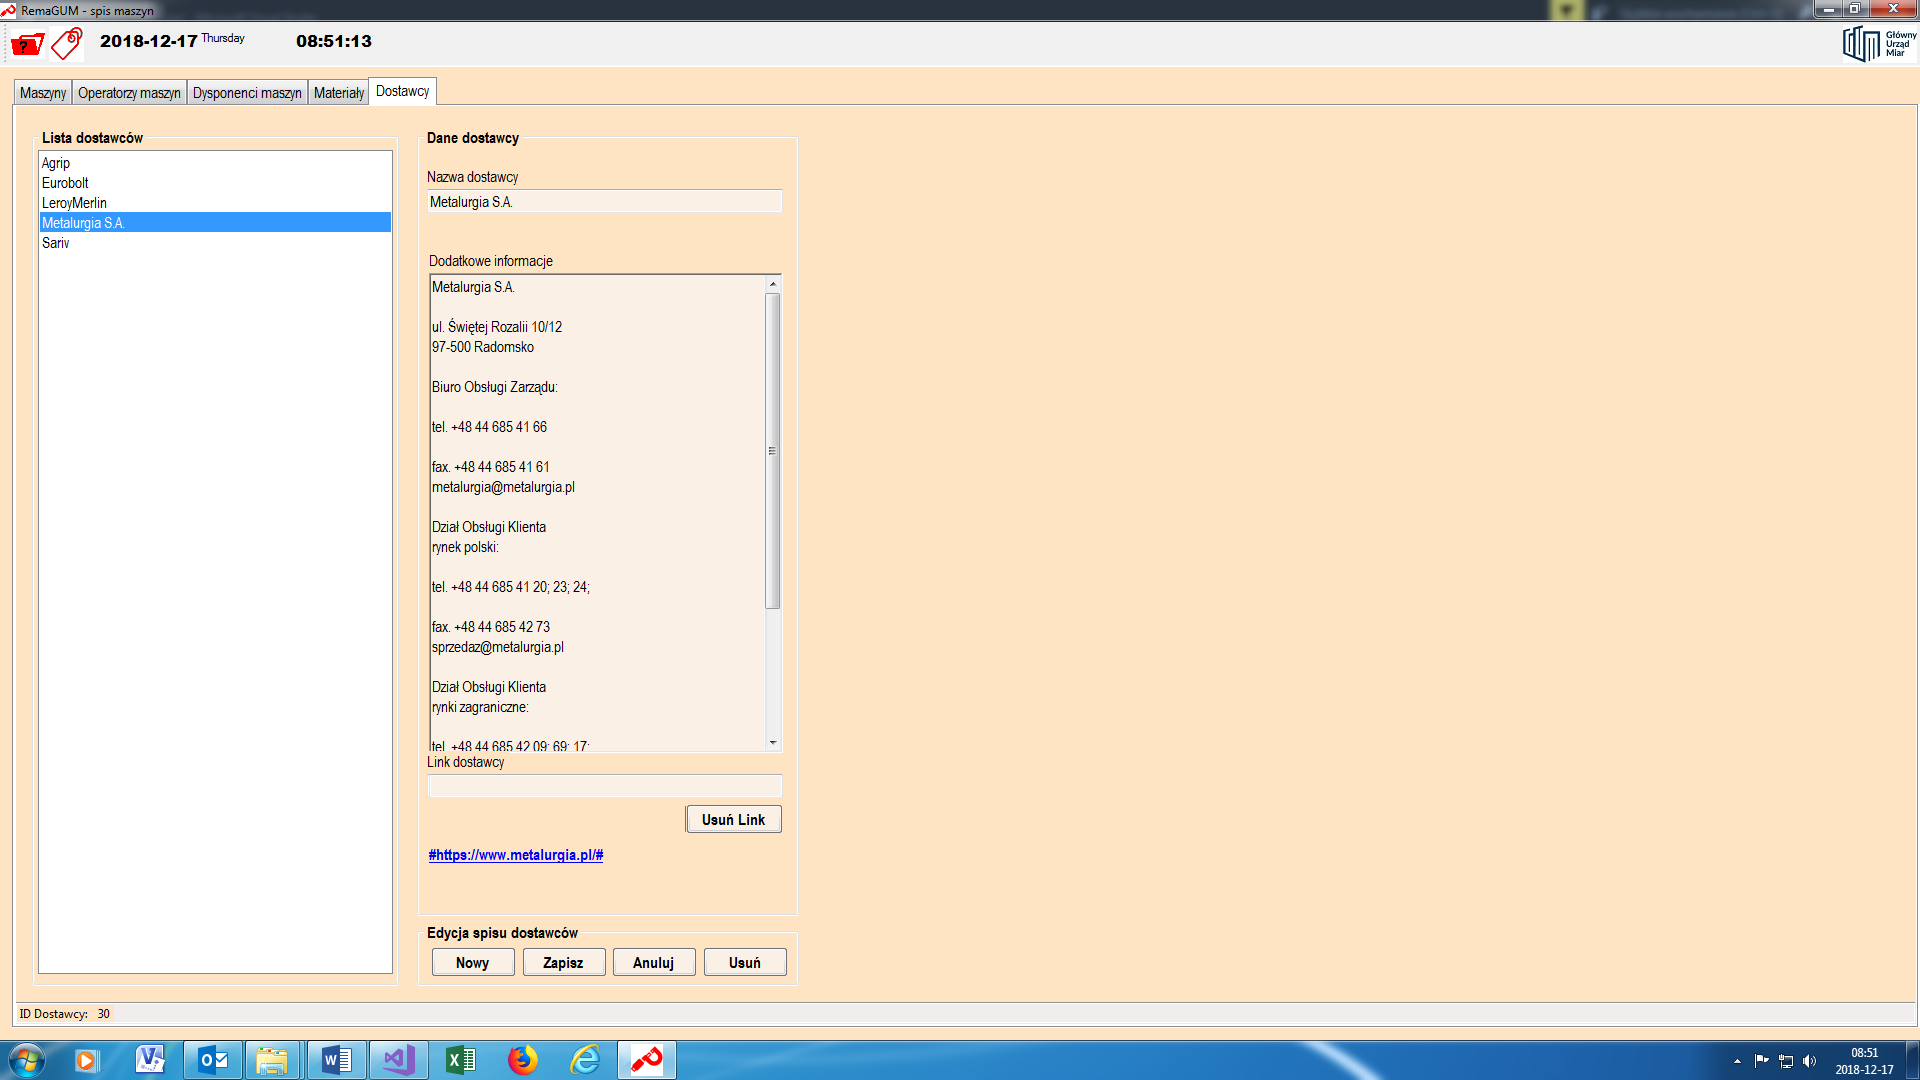 RemaGUM - spis maszyn
2018-12-17 Thursday 08:51:13
Główny
Urząd
Miar
Maszyny Operatorzy maszyn Dysponenci maszyn Materiały Dostawcy
Lista dostawców
Agrip
Eurobolt
LeroyMerlin
Metalurgia S.A.
Sariv
Dane dostawcy
Nazwa dostawcy
Metalurgia S.A.
Dodatkowe informacje
Metalurgia S.A.
ul. Świętej Rozalii 10/12
97-500 Radomsko
Biuro Obsługi Zarządu:
tel. +48 44 685 41 66
fax. +48 44 685 41 61
metalurgia@metalurgia.pl
Dział Obsługi Klienta
rynek polski:
tel. +48 44 685 41 20; 23; 24;
fax. +48 44 685 42 73
sprzedaz@metalurgia.pl
Dział Obsługi Klienta
rynki zagraniczne:
tel. +48 44 685 42 09; 69; 17;
Link dostawcy
Usuń Link
#https://www.metalurgia.pl/#
Edycja spisu dostawców
Nowy Zapisz Anuluj Usuń
ID Dostawcy: 30
08:51
2018-12-17